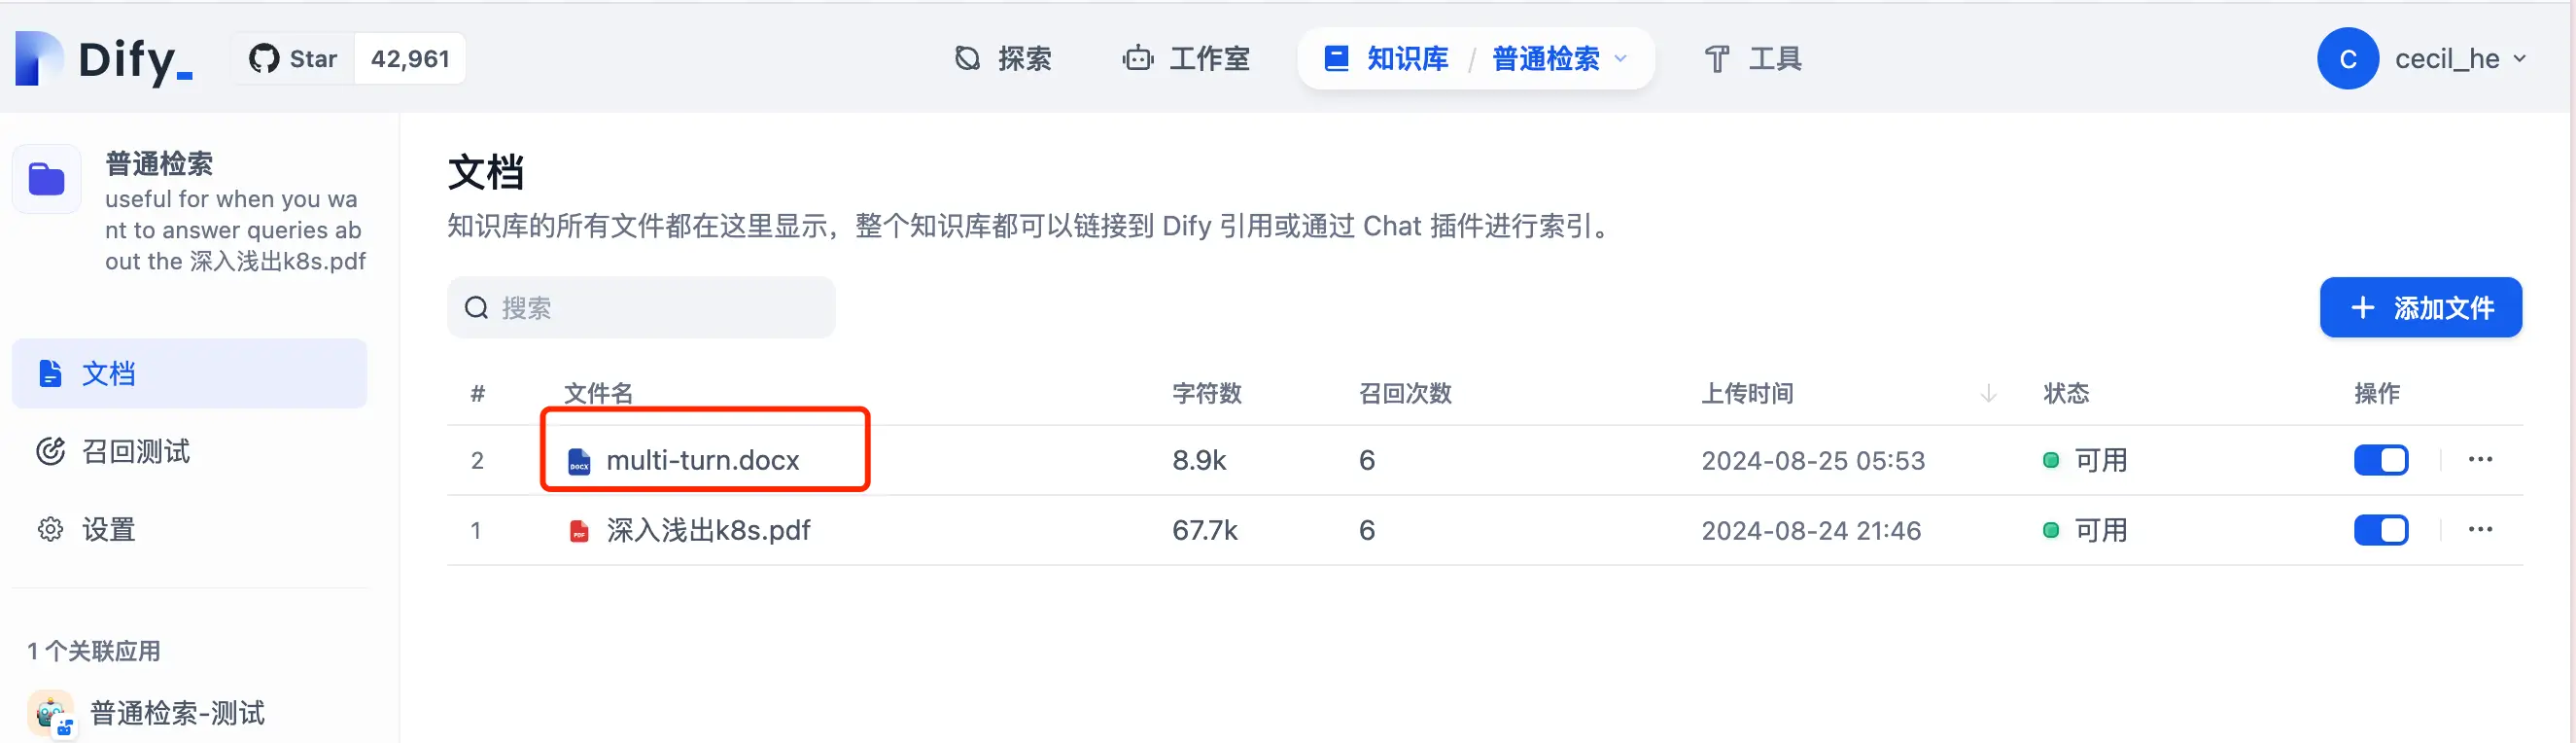 Dify_
Star 42,961
探索
工作室
知识库 / 普通检索
工具
C cecil_he
普通检索
useful for when you wa
nt to answer queries ab
out the 深入浅出k8s.pdf
文档
召回测试
设置
1 个关联应用
普通检索-测试
文档
知识库的所有文件都在这里显示，整个知识库都可以链接到 Dify 引用或通过 Chat 插件进行索引。
搜索
+ 添加文件
# 文件名 字符数 召回次数 上传时间 ↓ 状态 操作
2 DOCX multi-turn.docx 8.9k 6 2024-08-25 05:53 可用 ···
1 PDF 深入浅出k8s.pdf 67.7k 6 2024-08-24 21:46 可用 ···